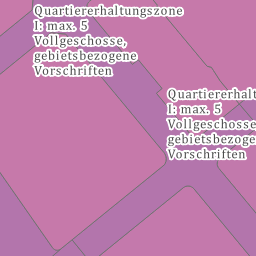 Quartiererhaltungszone
I: max. 5
Vollgeschosse,
gebietsbezogene
Vorschriften
Quartiererhalt
I: max. 5
Vollgeschosse
gebietsbezoge
Vorschriften